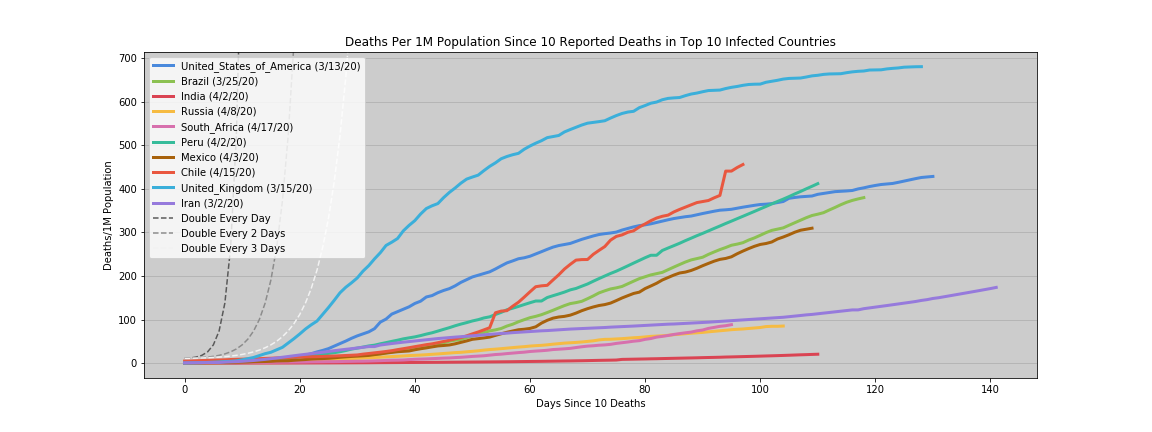 Deaths Per 1M Population Since 10 Reported Deaths in Top 10 Infected Countries
Deaths/1M Population
700
600
500
400
300
200
100
0
United_States_of_America (3/13/20)
Brazil (3/25/20)
India (4/2/20)
Russia (4/8/20)
South_Africa (4/17/20)
Peru (4/2/20)
Mexico (4/3/20)
Chile (4/15/20)
United_Kingdom (3/15/20)
Iran (3/2/20)
Double Every Day
Double Every 2 Days
Double Every 3 Days
0 20 40 60 80 100 120 140
Days Since 10 Deaths